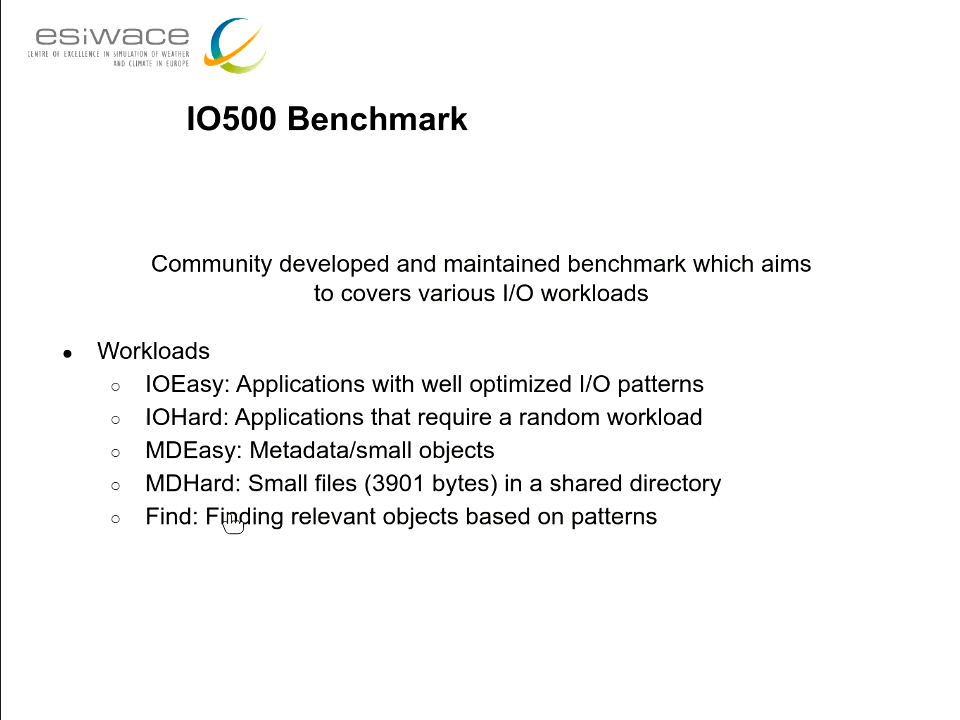 esiwace
CENTRE OF EXCELLENCE IN SIMULATION OF WEATHER
AND CLIMATE IN EUROPE
IO500 Benchmark
Community developed and maintained benchmark which aims
to covers various I/O workloads
● Workloads
○ IOEasy: Applications with well optimized I/O patterns
○ IOHard: Applications that require a random workload
○ MDEasy: Metadata/small objects
○ MDHard: Small files (3901 bytes) in a shared directory
○ Find: Finding relevant objects based on patterns